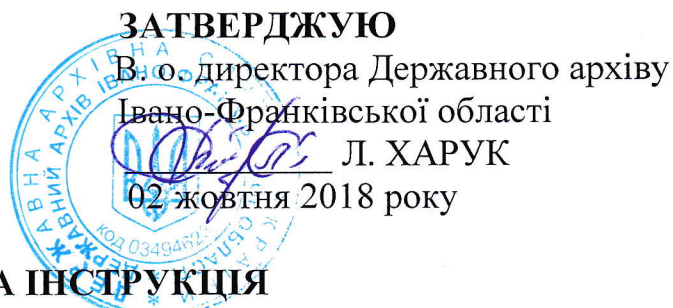 ЗАТВЕРДЖУЮ
В. о. директора Державного архіву
Івано-Франківської області
Л. ХАРУК
02 жовтня 2018 року
А ІНСТРУКЦІЯ